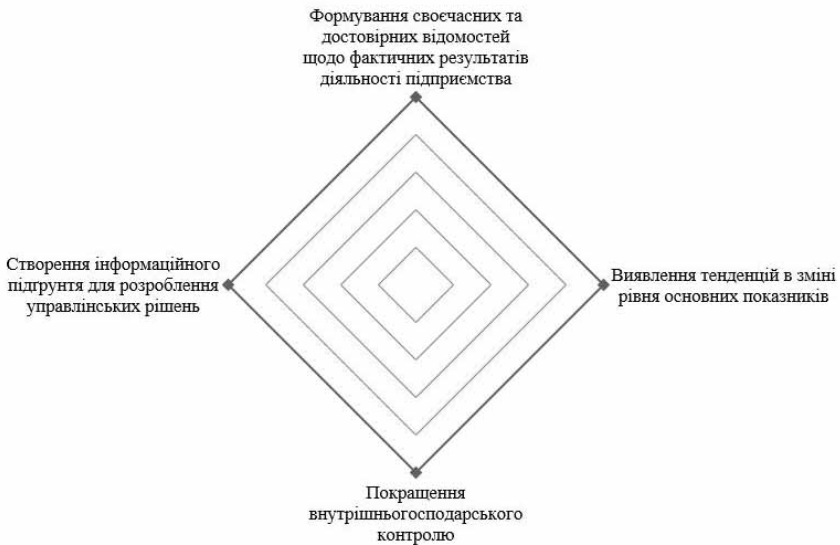 Формування своєчасних та
достовірних відомостей
щодо фактичних результатів
діяльності підприємства
Створення інформаційного
підґрунтя для розроблення
управлінських рішень
Виявлення тенденцій в зміні
рівня основних показників
Покращення
внутрішньогосподарського
контролю